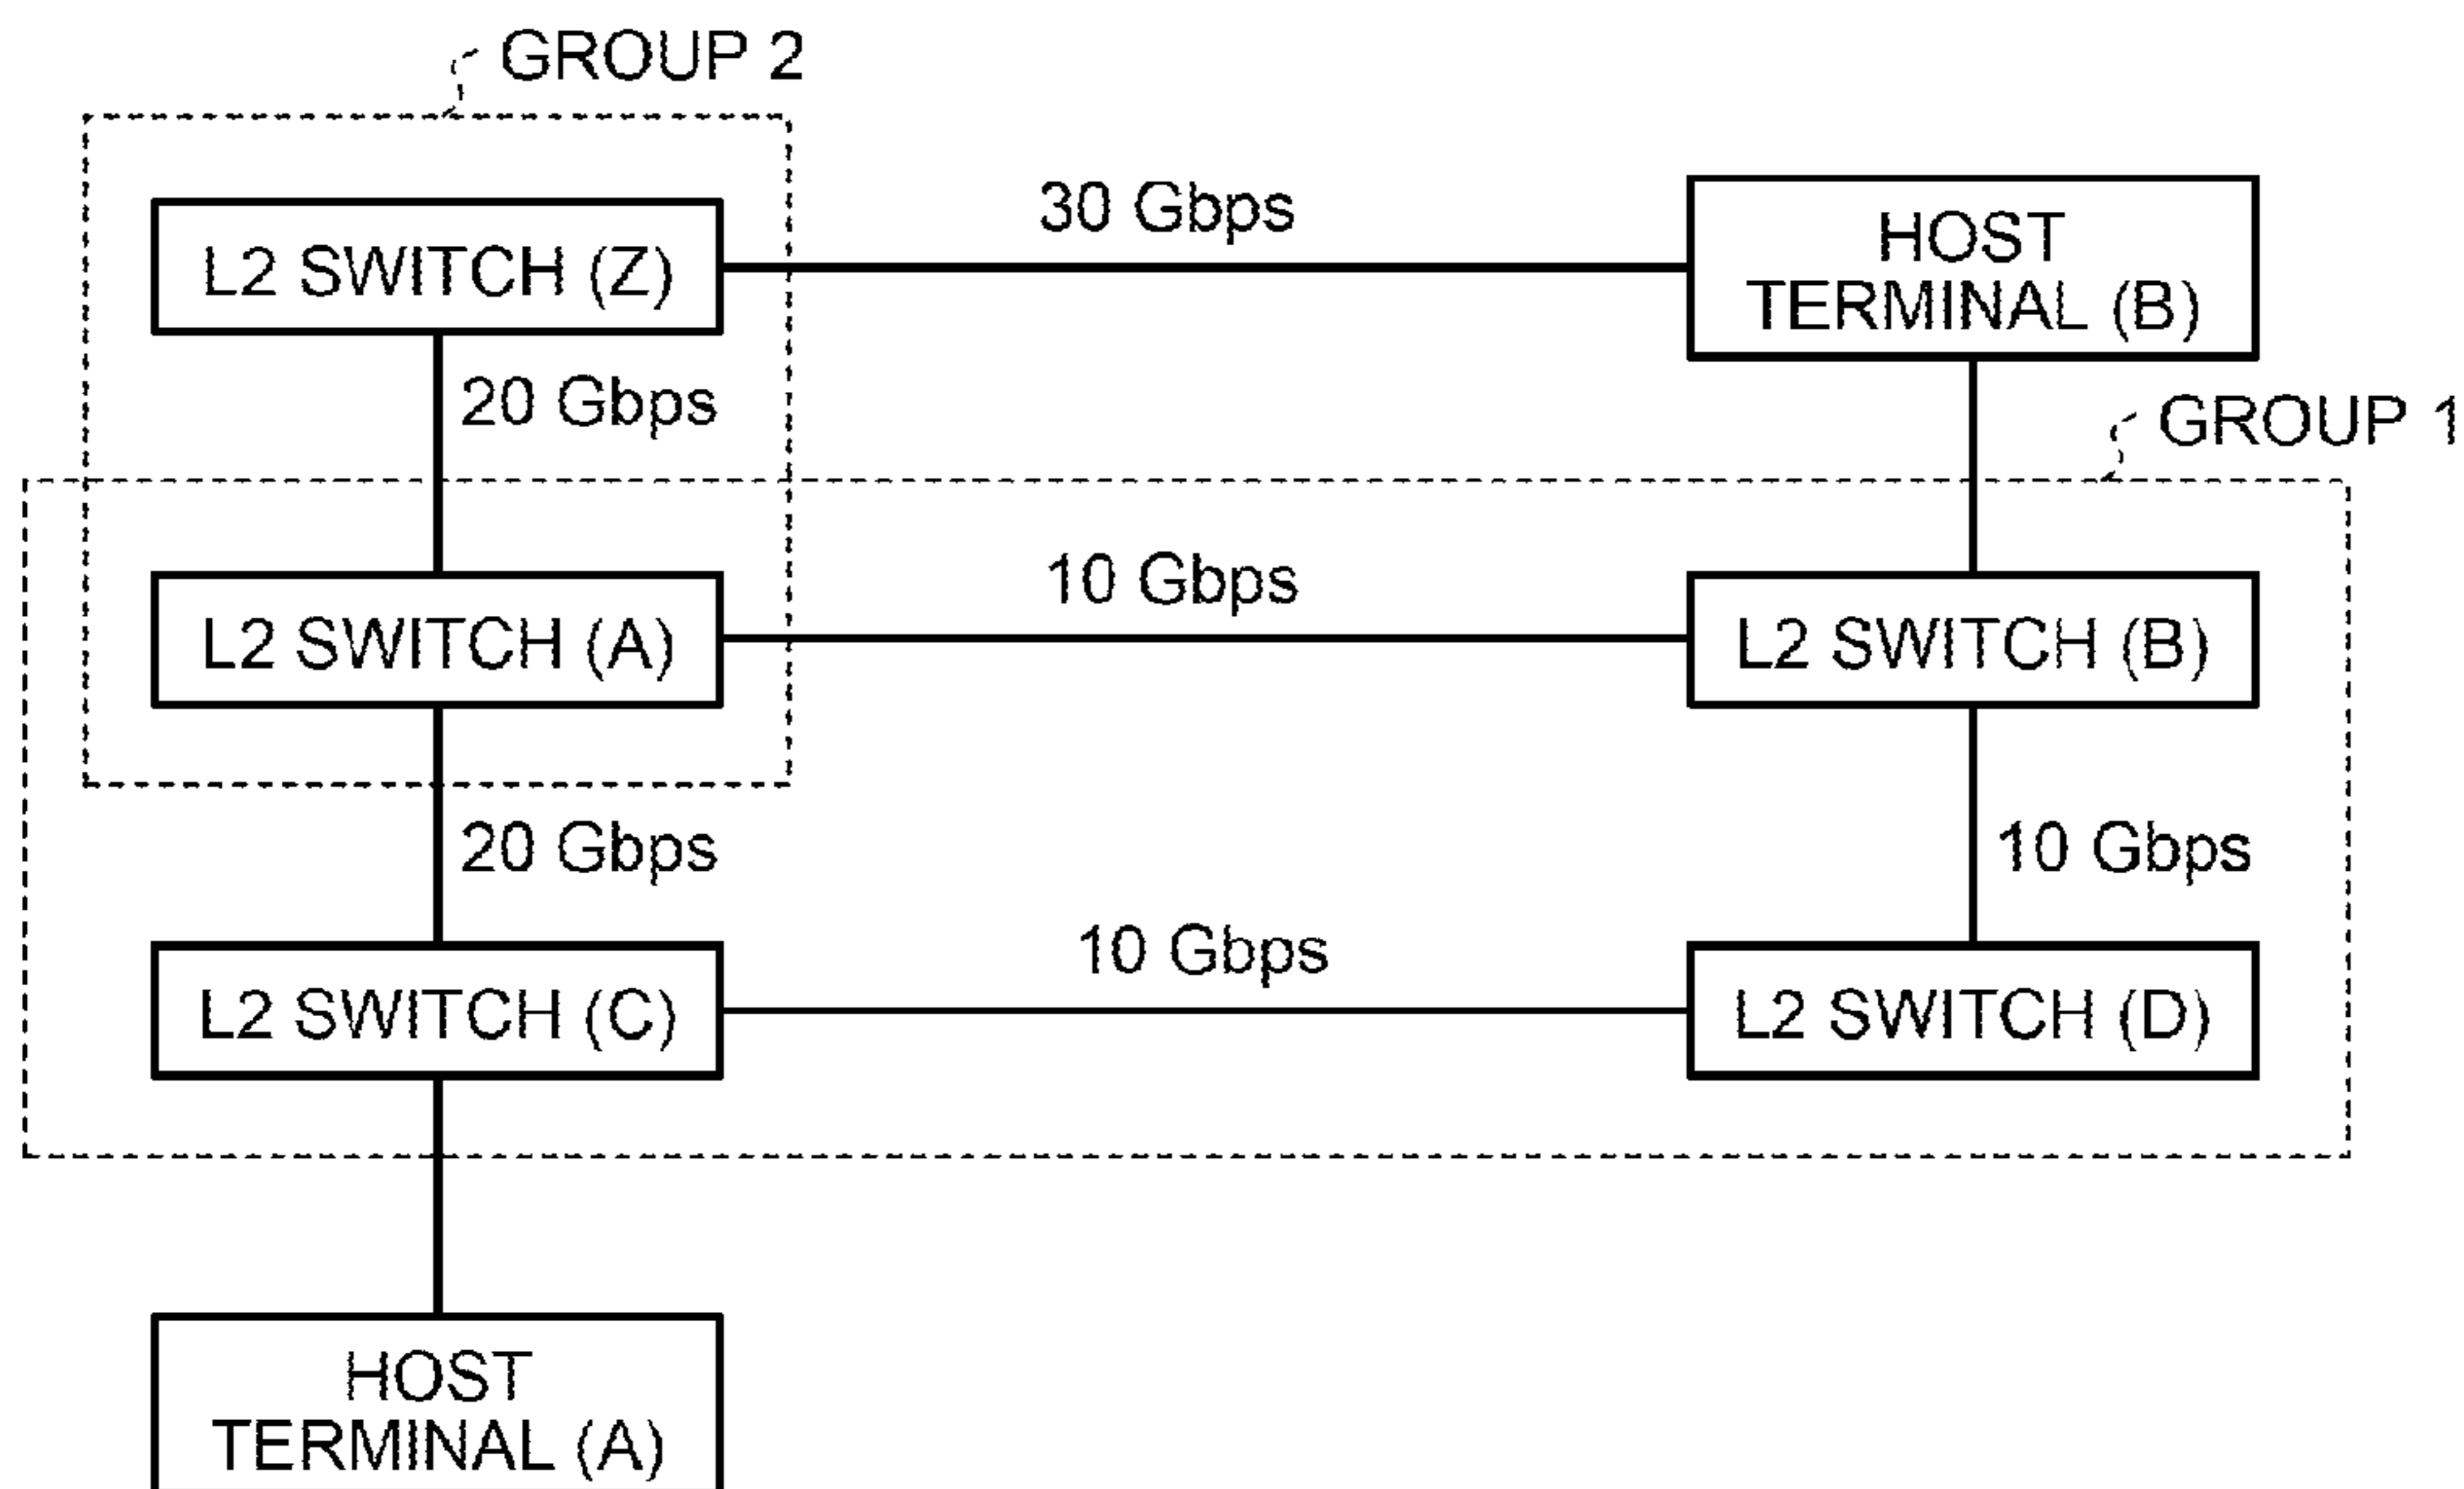 GROUP 2
30 Gbps
HOST
TERMINAL (B)
L2 SWITCH (Z)
20 Gbps
GROUP 1
10 Gbps
L2 SWITCH (A)
L2 SWITCH (B)
20 Gbps
10 Gbps
10 Gbps
L2 SWITCH (C)
L2 SWITCH (D)
HOST
TERMINAL (A)